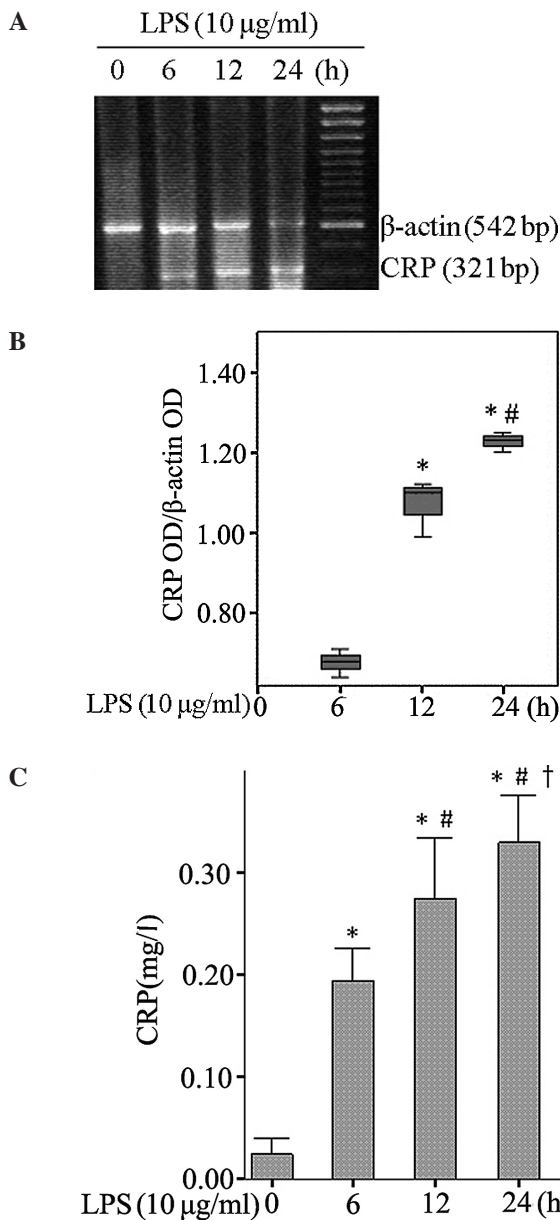 A
LPS (10 μg/ml)
0 6 12 24 (h)
β-actin (542 bp)
CRP (321 bp)
B
CRP OD/β-actin OD
1.40
1.20
1.00
0.80
*
* #
LPS (10 μg/ml) 0 6 12 24 (h)
C
CRP(mg/l)
0.30
0.20
0.10
0.00
*
* #
* # †
LPS (10 μg/ml) 0 6 12 24 (h